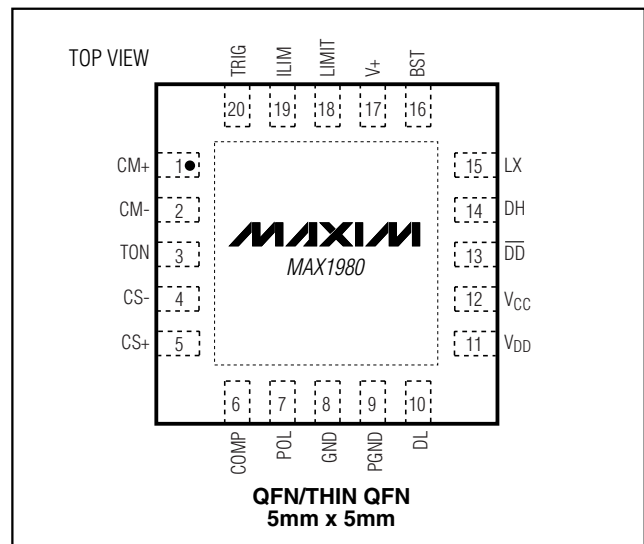 TOP VIEW
TRIG
ILIM
LIMIT
V+
BST
20
19
18
17
16
CM+ 1
CM- 2
TON 3
CS- 4
CS+ 5
MAXIM
MAX1980
15 LX
14 DH
13 D̅D̅
12 VCC
11 VDD
6
7
8
9
10
COMP
POL
GND
PGND
DL
QFN/THIN QFN
5mm x 5mm